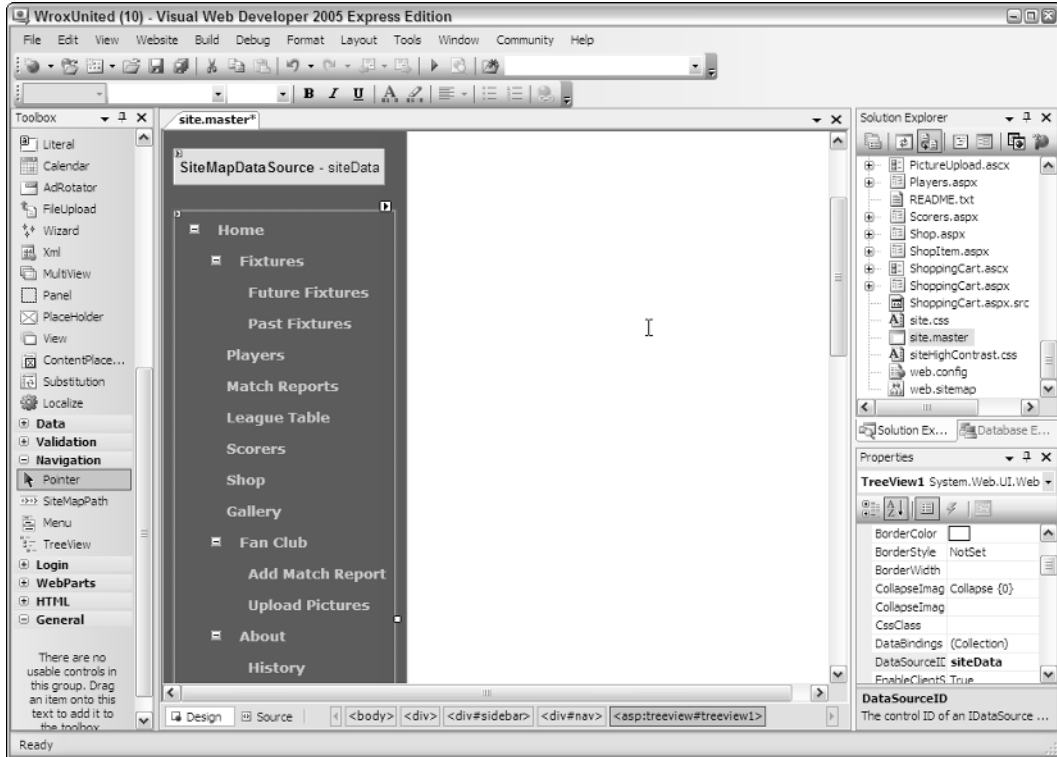 WroxUnited (10) - Visual Web Developer 2005 Express Edition
File Edit View Website Build Debug Format Layout Tools Window Community Help
B I U
Toolbox
Literal
Calendar
AdRotator
FileUpload
Wizard
Xml
MultiView
Panel
PlaceHolder
View
ContentPlace...
Substitution
Localize
Data
Validation
Navigation
Pointer
SiteMapPath
Menu
TreeView
Login
WebParts
HTML
General
There are no
usable controls in
this group. Drag
an item onto this
text to add it to
the toolbox.
site.master*
SiteMapDataSource - siteData
Home
Fixtures
Future Fixtures
Past Fixtures
Players
Match Reports
League Table
Scorers
Shop
Gallery
Fan Club
Add Match Report
Upload Pictures
About
History
Design Source <body> <div> <div#sidebar> <div#nav> <asp:treeview#treeview1>
Solution Explorer
PictureUpload.ascx
Players.aspx
README.txt
Scorers.aspx
Shop.aspx
ShopItem.aspx
ShoppingCart.ascx
ShoppingCart.aspx
ShoppingCart.aspx.src
site.css
site.master
siteHighContrast.css
web.config
web.sitemap
Solution Ex... Database E...
Properties
TreeView1 System.Web.UI.Web
BorderColor
BorderStyle NotSet
BorderWidth
CollapseImag Collapse {0}
CollapseImag
CssClass
DataBindings (Collection)
DataSourceID siteData
EnableClientS True
DataSourceID
The control ID of an IDataSource ...
Ready